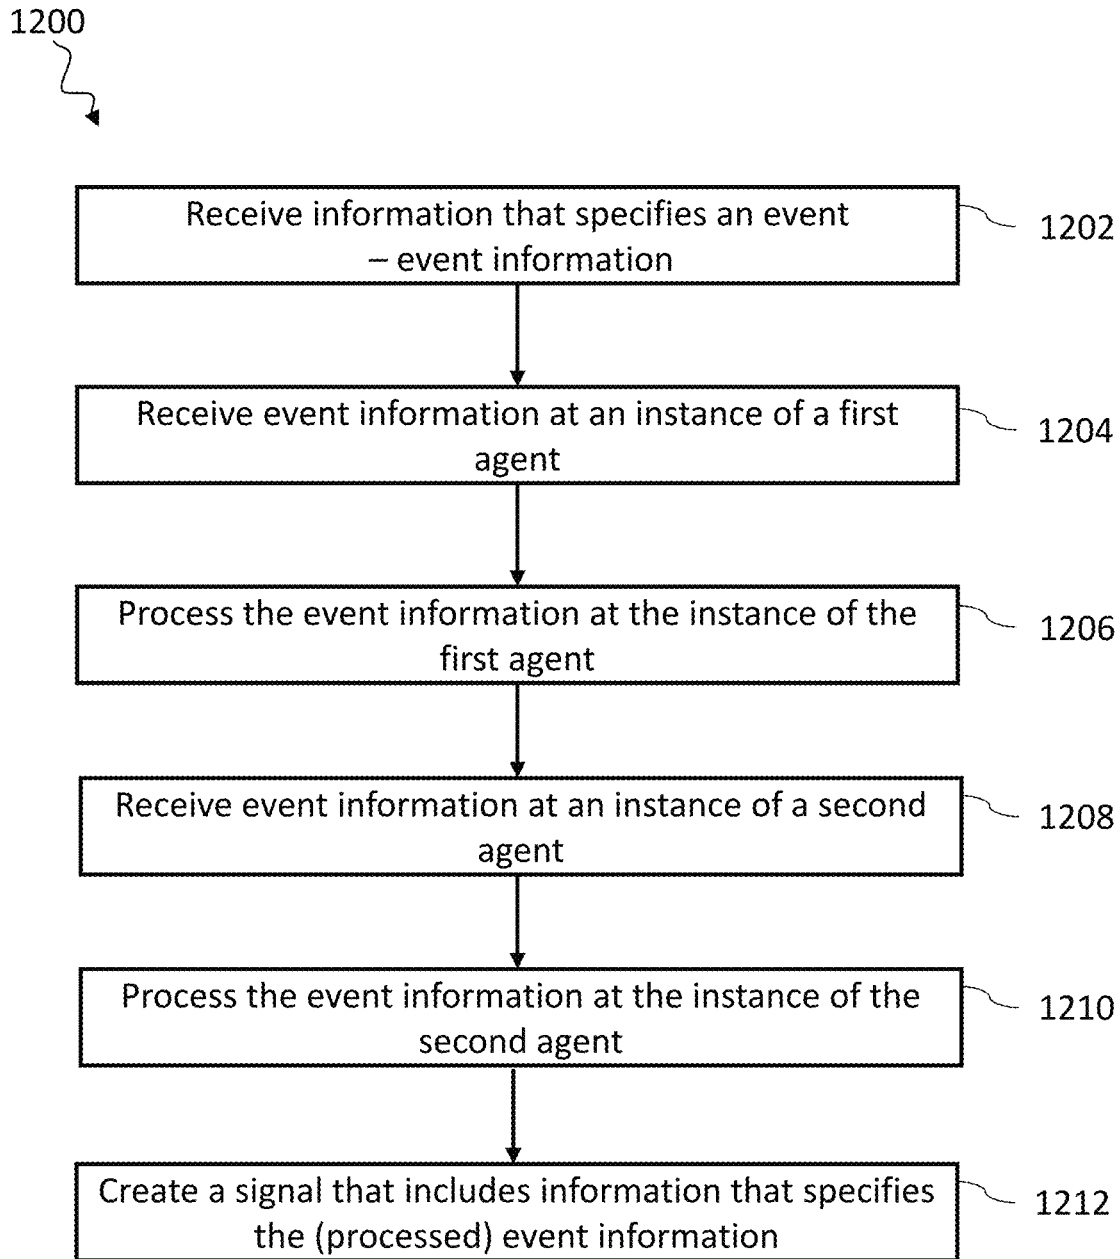 1200
Receive information that specifies an event
– event information
1202
Receive event information at an instance of a first
agent
1204
Process the event information at the instance of the
first agent
1206
Receive event information at an instance of a second
agent
1208
Process the event information at the instance of the
second agent
1210
Create a signal that includes information that specifies
the (processed) event information
1212